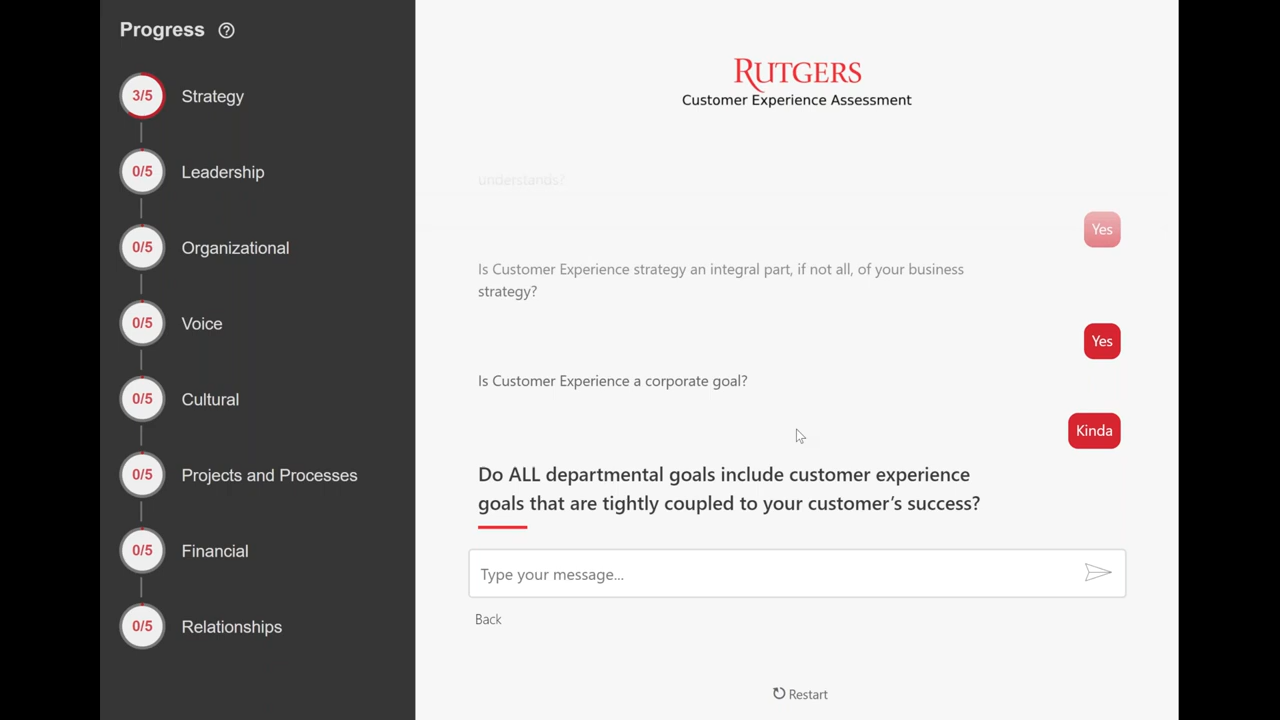 Progress ?
3/5 Strategy
0/5 Leadership
0/5 Organizational
0/5 Voice
0/5 Cultural
0/5 Projects and Processes
0/5 Financial
0/5 Relationships
RUTGERS
Customer Experience Assessment
understands?
Yes
Is Customer Experience strategy an integral part, if not all, of your business
strategy?
Yes
Is Customer Experience a corporate goal?
Kinda
Do ALL departmental goals include customer experience
goals that are tightly coupled to your customer’s success?
Type your message...
Back
Restart